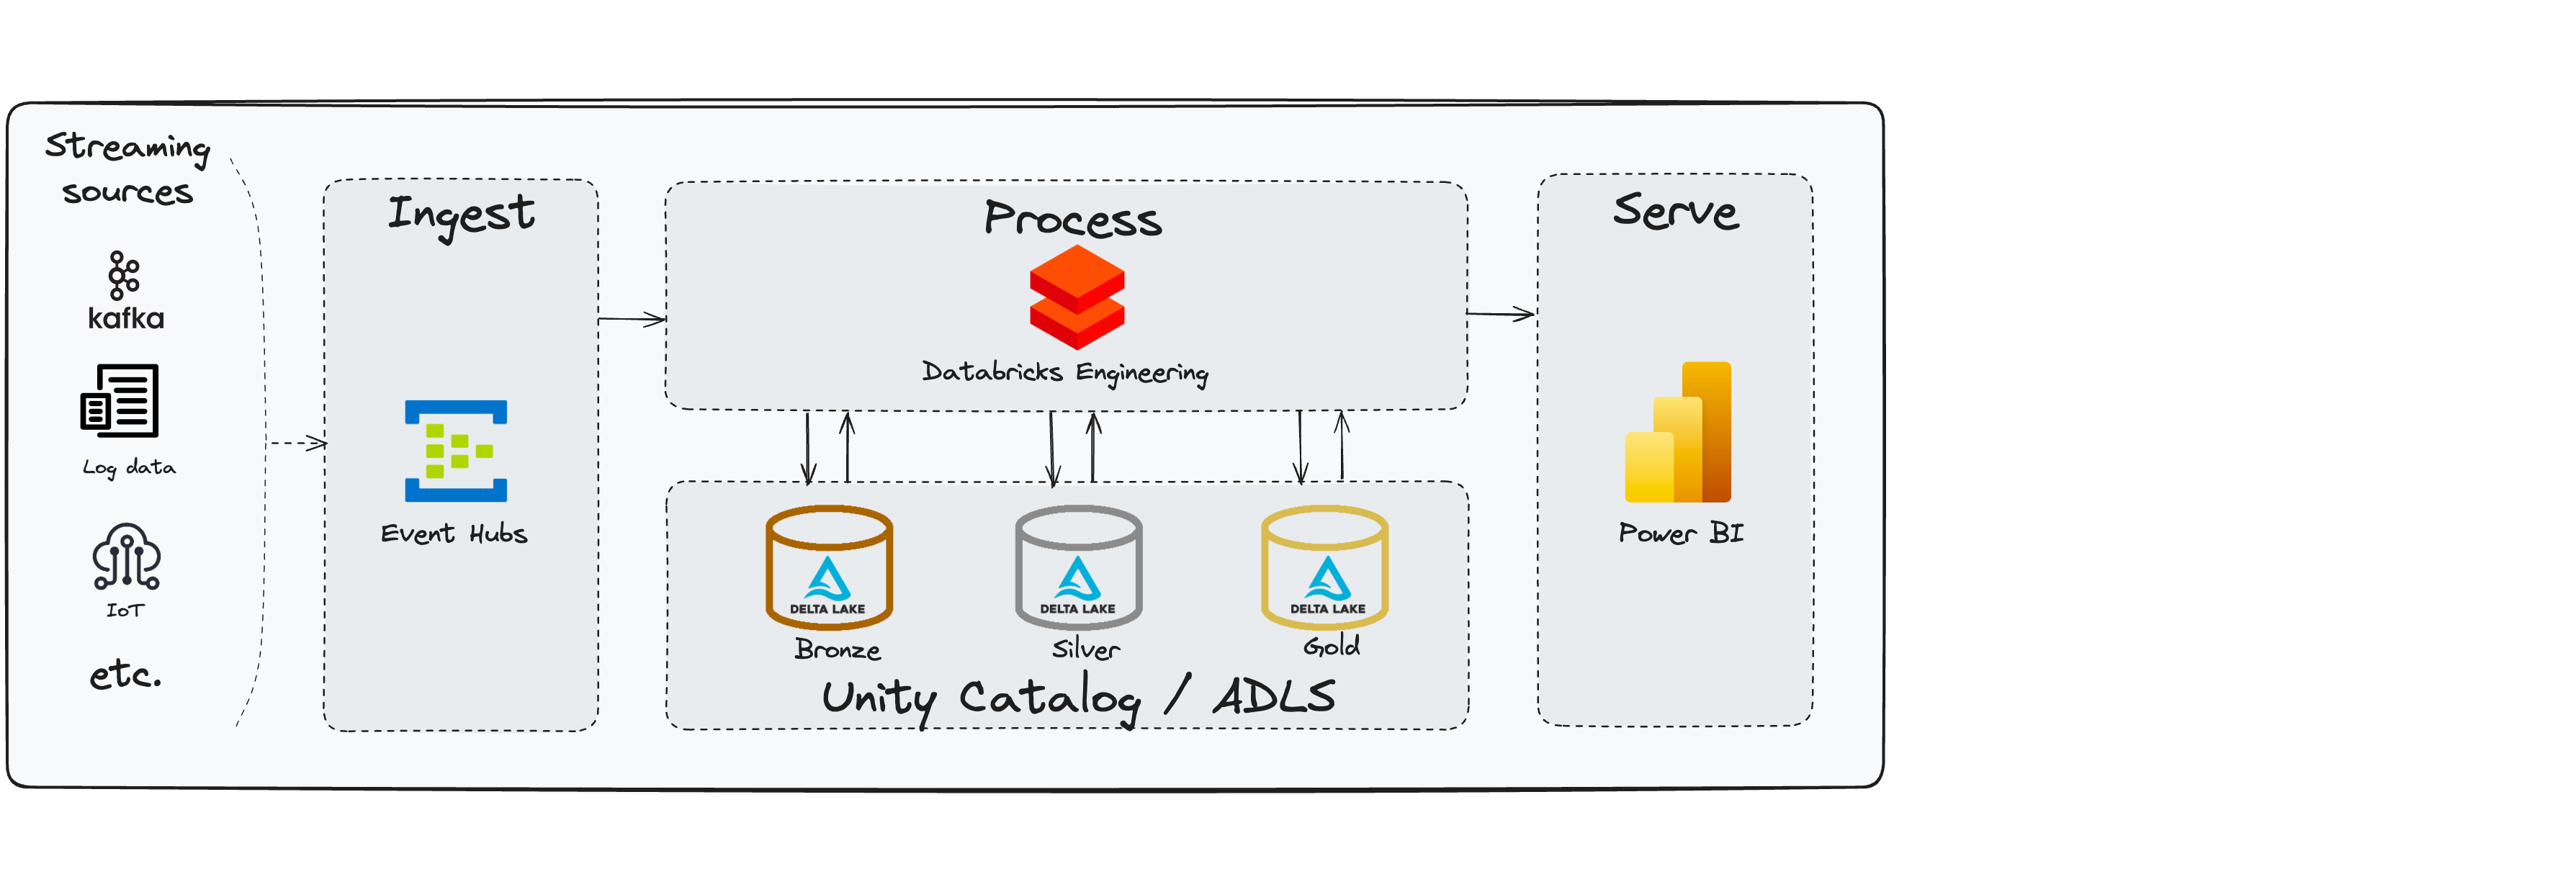 Streaming
sources
kafka
Log data
IoT
etc.
Ingest
Event Hubs
Process
Databricks Engineering
DELTA LAKE
Bronze
DELTA LAKE
Silver
DELTA LAKE
Gold
Unity Catalog / ADLS
Serve
Power BI